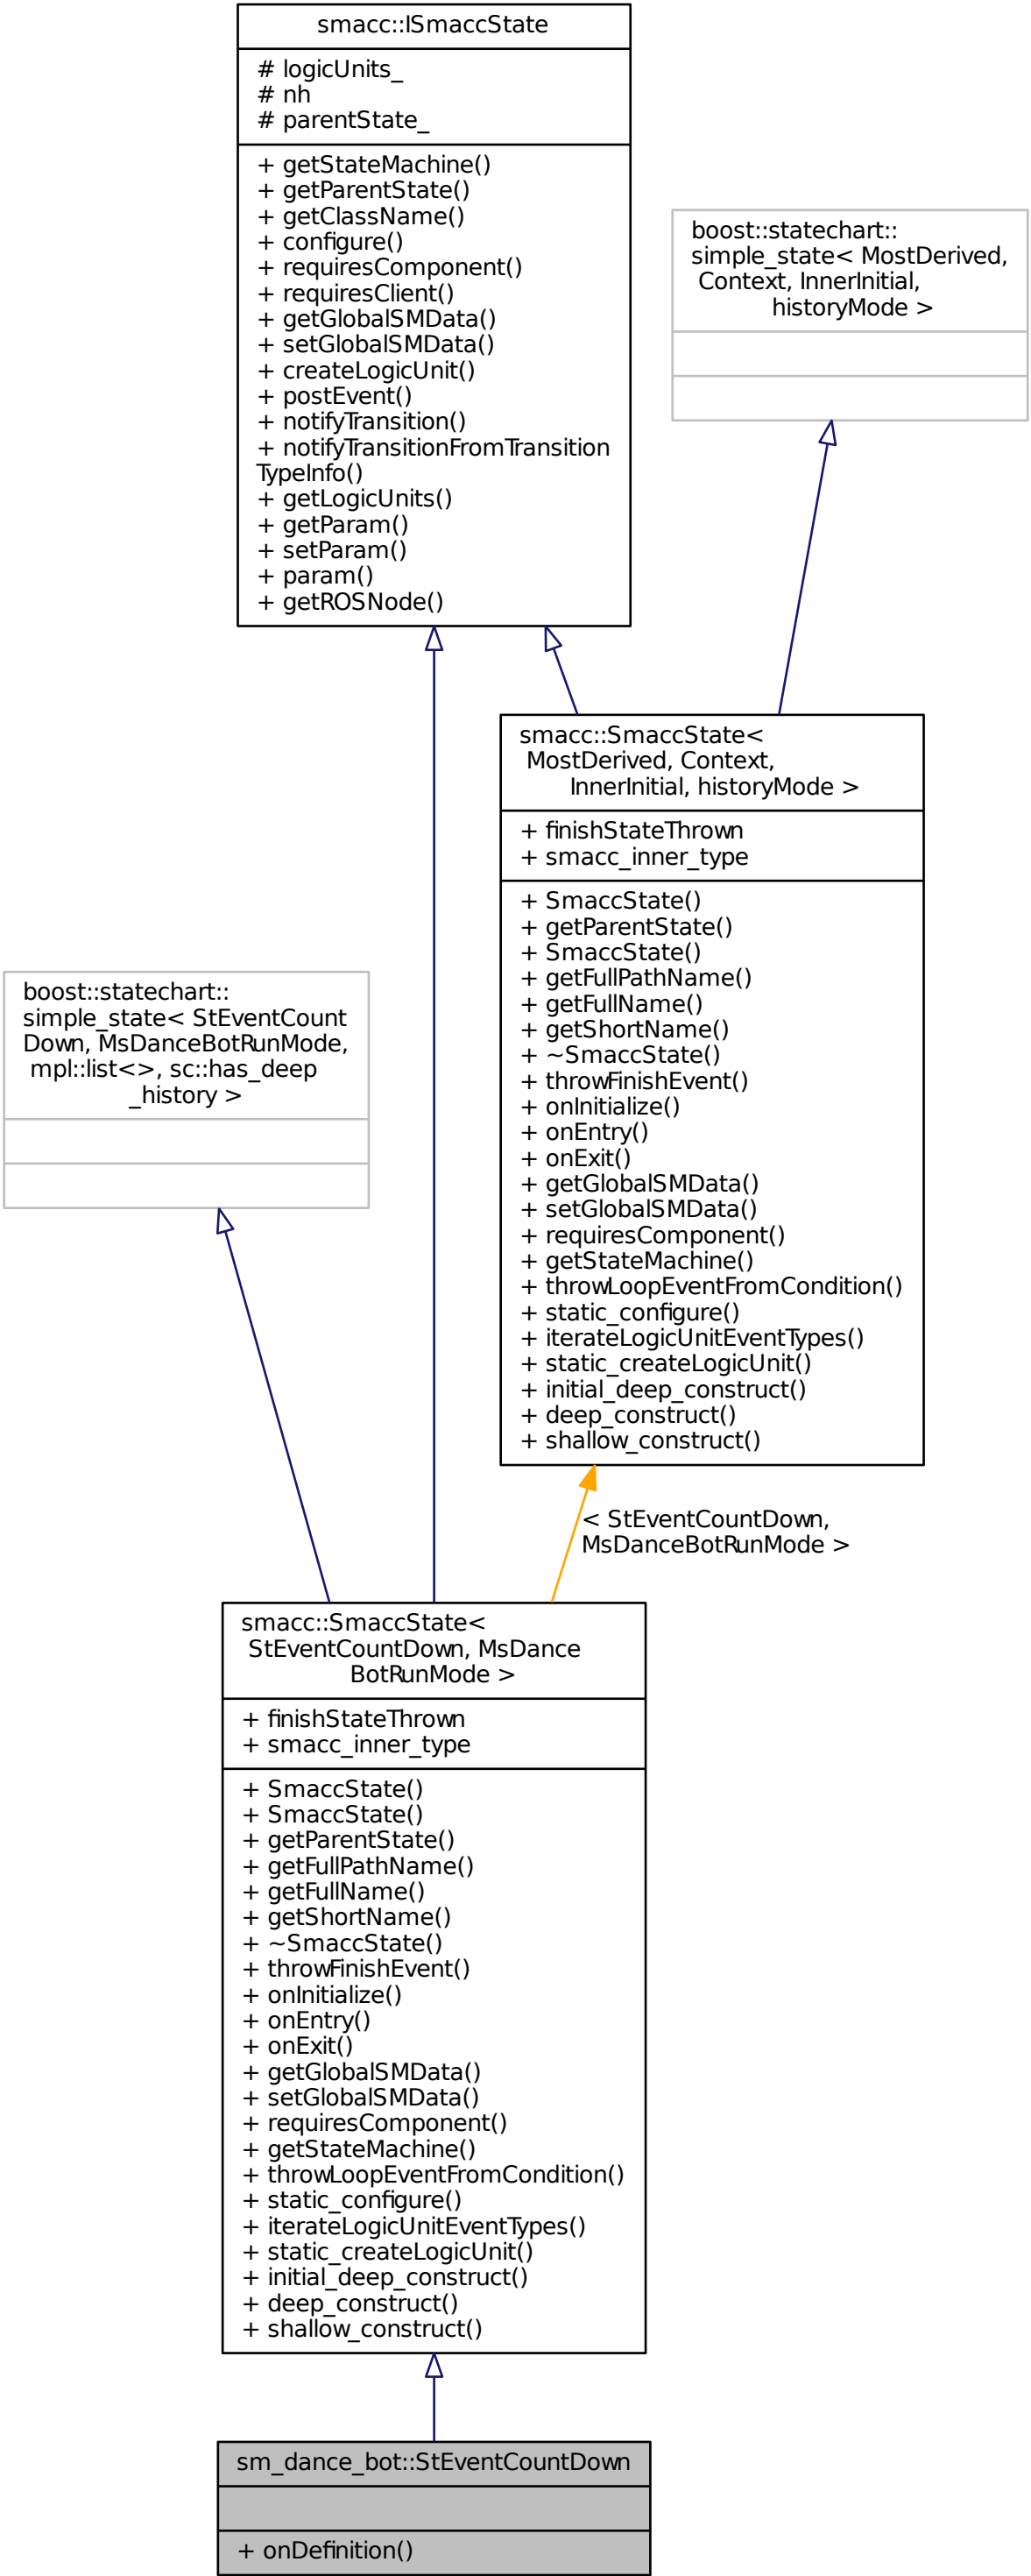 smacc::ISmaccState
# logicUnits_
# nh
# parentState_
+ getStateMachine()
+ getParentState()
+ getClassName()
+ configure()
+ requiresComponent()
+ requiresClient()
+ getGlobalSMData()
+ setGlobalSMData()
+ createLogicUnit()
+ postEvent()
+ notifyTransition()
+ notifyTransitionFromTransition
TypeInfo()
+ getLogicUnits()
+ getParam()
+ setParam()
+ param()
+ getROSNode()
boost::statechart::
simple_state< MostDerived,
Context, InnerInitial,
historyMode >
smacc::SmaccState<
MostDerived, Context,
InnerInitial, historyMode >
+ finishStateThrown
+ smacc_inner_type
+ SmaccState()
+ getParentState()
+ SmaccState()
+ getFullPathName()
+ getFullName()
+ getShortName()
+ ~SmaccState()
+ throwFinishEvent()
+ onInitialize()
+ onEntry()
+ onExit()
+ getGlobalSMData()
+ setGlobalSMData()
+ requiresComponent()
+ getStateMachine()
+ throwLoopEventFromCondition()
+ static_configure()
+ iterateLogicUnitEventTypes()
+ static_createLogicUnit()
+ initial_deep_construct()
+ deep_construct()
+ shallow_construct()
boost::statechart::
simple_state< StEventCount
Down, MsDanceBotRunMode,
mpl::list<>, sc::has_deep
_history >
< StEventCountDown,
MsDanceBotRunMode >
smacc::SmaccState<
StEventCountDown, MsDance
BotRunMode >
+ finishStateThrown
+ smacc_inner_type
+ SmaccState()
+ SmaccState()
+ getParentState()
+ getFullPathName()
+ getFullName()
+ getShortName()
+ ~SmaccState()
+ throwFinishEvent()
+ onInitialize()
+ onEntry()
+ onExit()
+ getGlobalSMData()
+ setGlobalSMData()
+ requiresComponent()
+ getStateMachine()
+ throwLoopEventFromCondition()
+ static_configure()
+ iterateLogicUnitEventTypes()
+ static_createLogicUnit()
+ initial_deep_construct()
+ deep_construct()
+ shallow_construct()
sm_dance_bot::StEventCountDown
+ onDefinition()